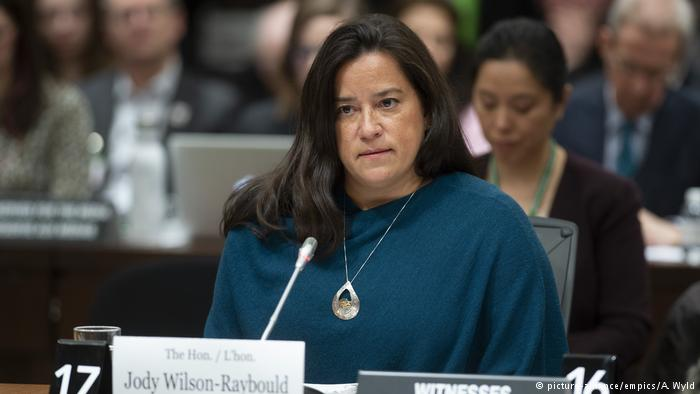 The Hon. / L'hon.
Jody Wilson-Raybould
17
WITNESSES
16
picture-alliance/empics/A. Wyld